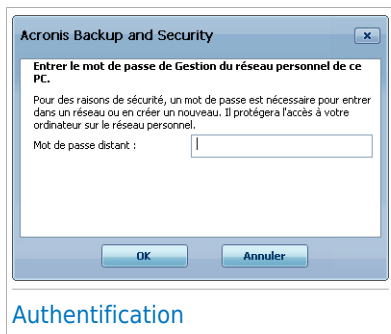 Acronis Backup and Security
Entrer le mot de passe de Gestion du réseau personnel de ce
PC.
Pour des raisons de sécurité, un mot de passe est nécessaire pour entrer
dans un réseau ou en créer un nouveau. Il protégera l'accès à votre
ordinateur sur le réseau personnel.
Mot de passe distant :
OK
Annuler
Authentification